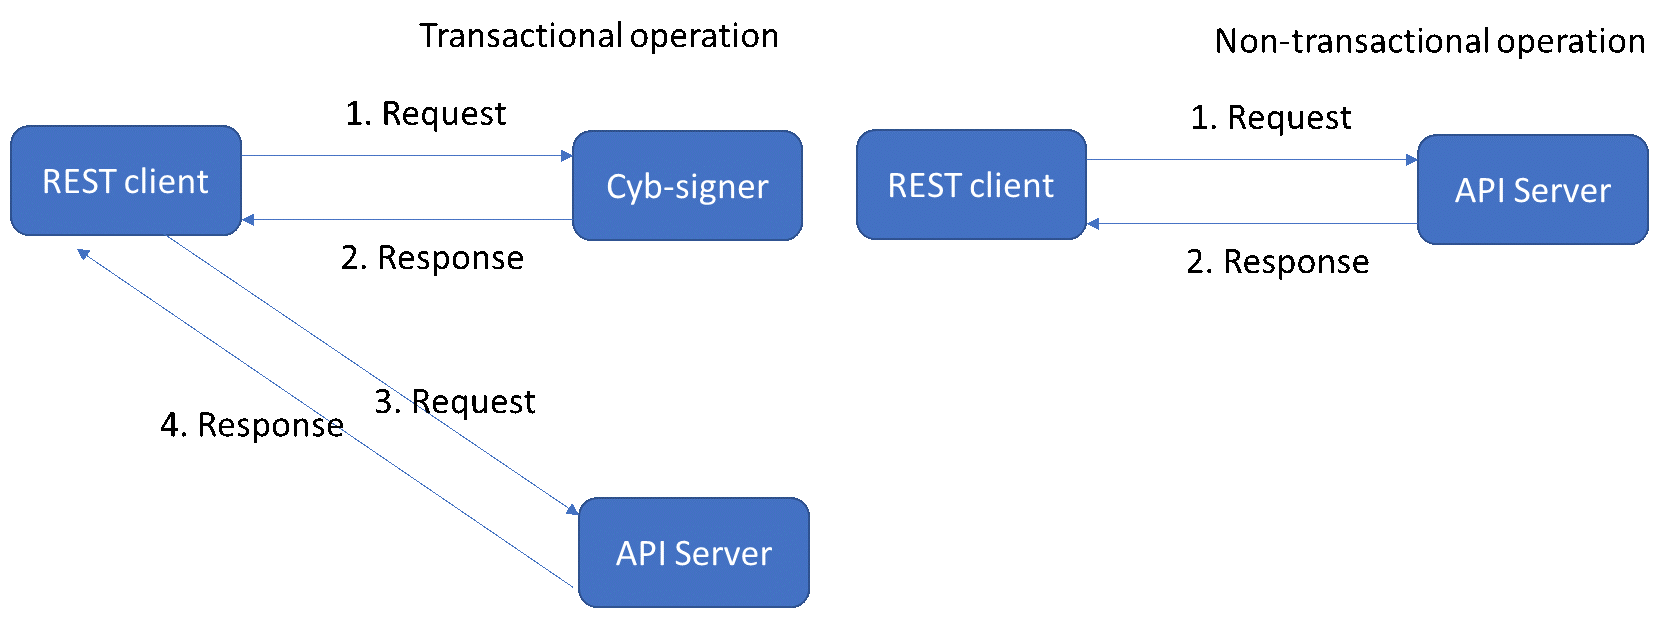 Transactional operation
1. Request
REST client
Cyb-signer
2. Response
3. Request
4. Response
API Server
Non-transactional operation
1. Request
REST client
API Server
2. Response